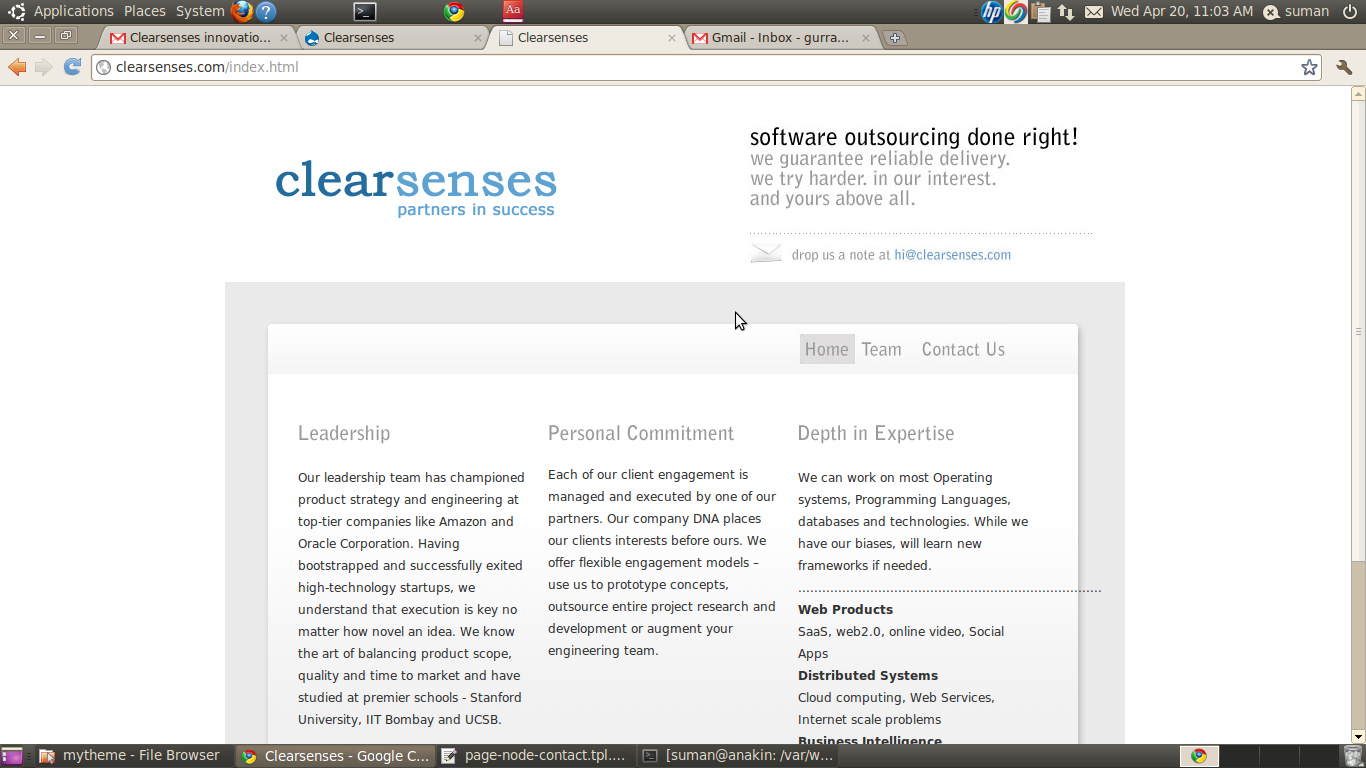 Applications Places System
Wed Apr 20, 11:03 AM suman
Clearsenses innovatio...
Clearsenses
Clearsenses
Gmail - Inbox - gurra...
clearsenses.com/index.html
clearsenses
partners in success
software outsourcing done right!
we guarantee reliable delivery.
we try harder. in our interest.
and yours above all.
drop us a note at hi@clearsenses.com
Home Team Contact Us
Leadership
Our leadership team has championed
product strategy and engineering at
top-tier companies like Amazon and
Oracle Corporation. Having
bootstrapped and successfully exited
high-technology startups, we
understand that execution is key no
matter how novel an idea. We know
the art of balancing product scope,
quality and time to market and have
studied at premier schools - Stanford
University, IIT Bombay and UCSB.
Personal Commitment
Each of our client engagement is
managed and executed by one of our
partners. Our company DNA places
our clients interests before ours. We
offer flexible engagement models –
use us to prototype concepts,
outsource entire project research and
development or augment your
engineering team.
Depth in Expertise
We can work on most Operating
systems, Programming Languages,
databases and technologies. While we
have our biases, will learn new
frameworks if needed.
Web Products
SaaS, web2.0, online video, Social
Apps
Distributed Systems
Cloud computing, Web Services,
Internet scale problems
Business Intelligence
mytheme - File Browser
Clearsenses - Google C...
page-node-contact.tpl....
[suman@anakin: /var/w...